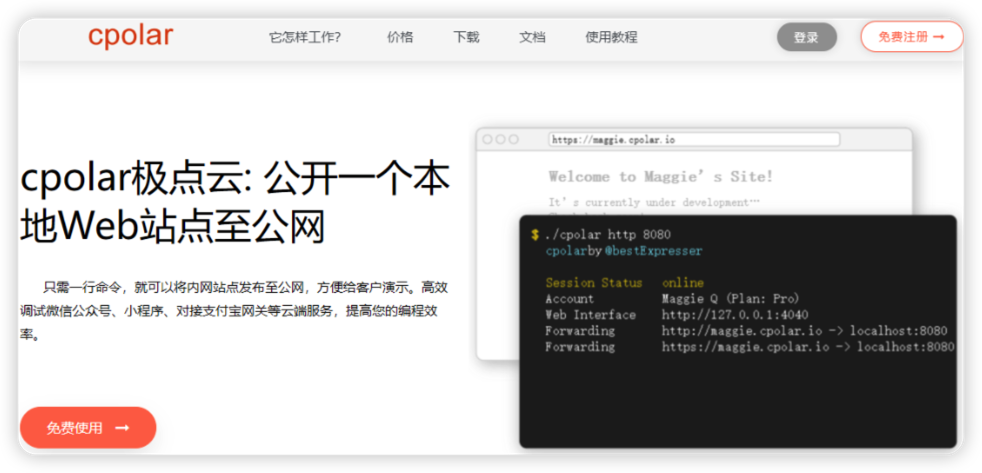 cpolar
它怎样工作? 价格 下载 文档 使用教程 登录 免费注册 →
cpolar极点云: 公开一个本
地Web站点至公网
只需一行命令，就可以将内网站点发布至公网，方便给客户演示。高效
调试微信公众号、小程序、对接支付宝网关等云端服务，提高您的编程效
率。
免费使用 →
https://maggie.cpolar.io
Welcome to Maggie's Site!
It's currently under development…
$ ./cpolar http 8080
cpolarby@bestExpresser
Session Status online
Account Maggie Q (Plan: Pro)
Web Interface http://127.0.0.1:4040
Forwarding http://maggie.cpolar.io -> localhost:8080
Forwarding https://maggie.cpolar.io -> localhost:8080